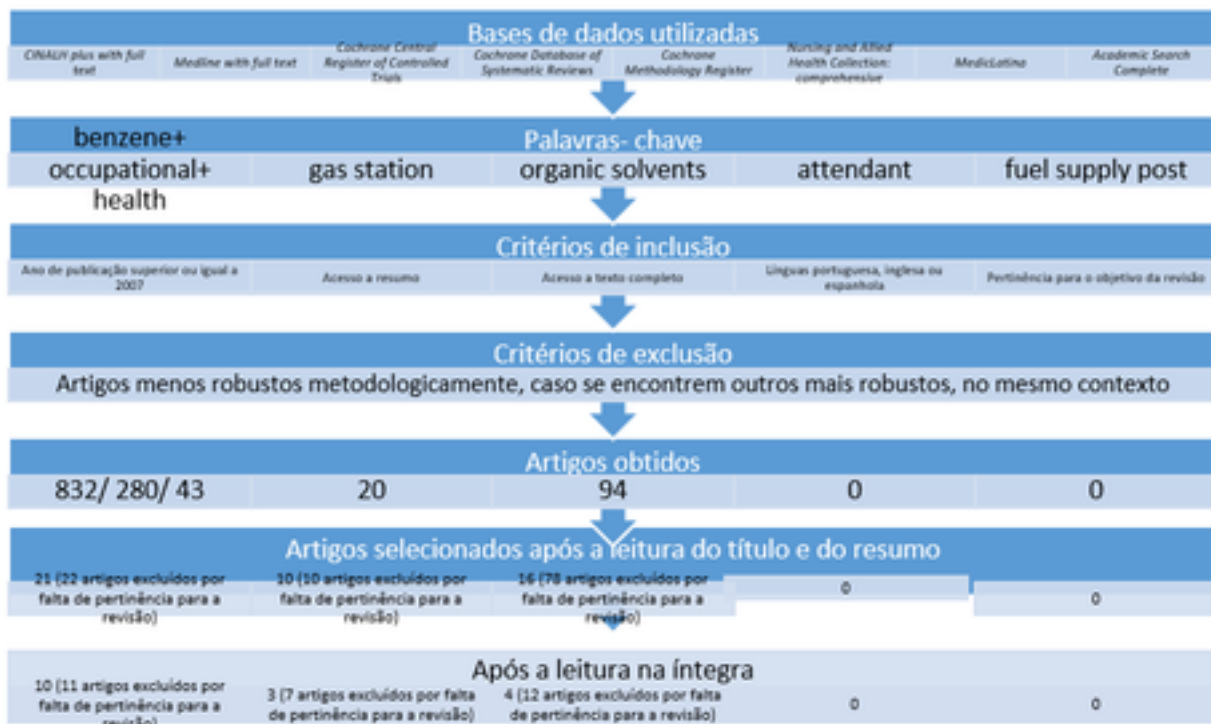 Bases de dados utilizadas
CINALH plus with full text
Medline with full text
Cochrane Central Register of Controlled Trials
Cochrane Database of Systematic Reviews
Cochrane Methodology Register
Nursing and Allied Health Collection: comprehensive
MedicLatina
Academic Search Complete
Palavras- chave
benzene+ occupational+ health
gas station
organic solvents
attendant
fuel supply post
Critérios de inclusão
Ano de publicação superior ou igual a 2007
Acesso a resumo
Acesso a texto completo
Línguas portuguesa, inglesa ou espanhola
Pertinência para o objetivo da revisão
Critérios de exclusão
Artigos menos robustos metodologicamente, caso se encontrem outros mais robustos, no mesmo contexto
Artigos obtidos
832/ 280/ 43
20
94
0
0
Artigos selecionados após a leitura do título e do resumo
21 (22 artigos excluídos por falta de pertinência para a revisão)
10 (10 artigos excluídos por falta de pertinência para a revisão)
16 (78 artigos excluídos por falta de pertinência para a revisão)
0
0
Após a leitura na íntegra
10 (11 artigos excluídos por falta de pertinência para a revisão)
3 (7 artigos excluídos por falta de pertinência para a revisão)
4 (12 artigos excluídos por falta de pertinência para a revisão)
0
0